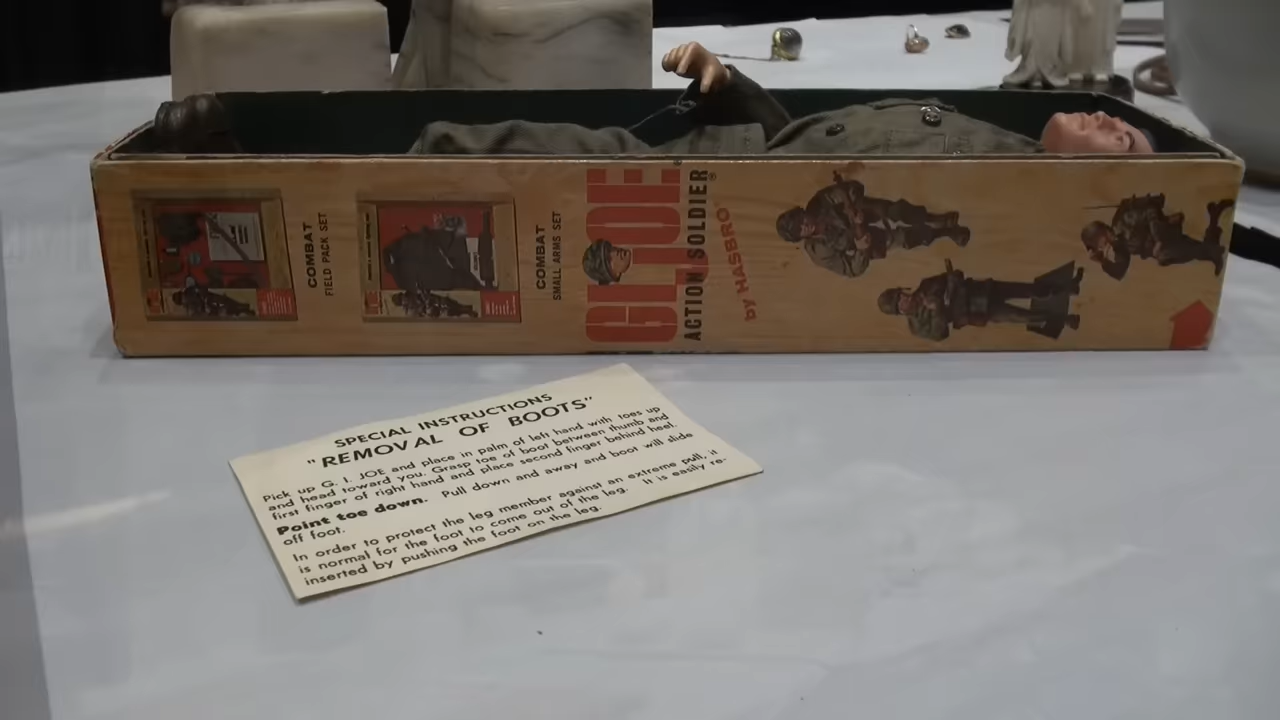 COMBAT
FIELD PACK SET
COMBAT
SMALL ARMS SET
GI JOE
ACTION SOLDIER®
by HASBRO®
SPECIAL INSTRUCTIONS
"REMOVAL OF BOOTS"
Pick up G. I. JOE and place in palm of left hand with toes up
and head toward you. Grasp toe of boot between thumb and
first finger of right hand and place second finger behind heel.
Point toe down. Pull down and away and boot will slide
off foot.
In order to protect the leg member against an extreme pull, it
is normal for the foot to come out of the leg. It is easily re-
inserted by pushing the foot on the leg.